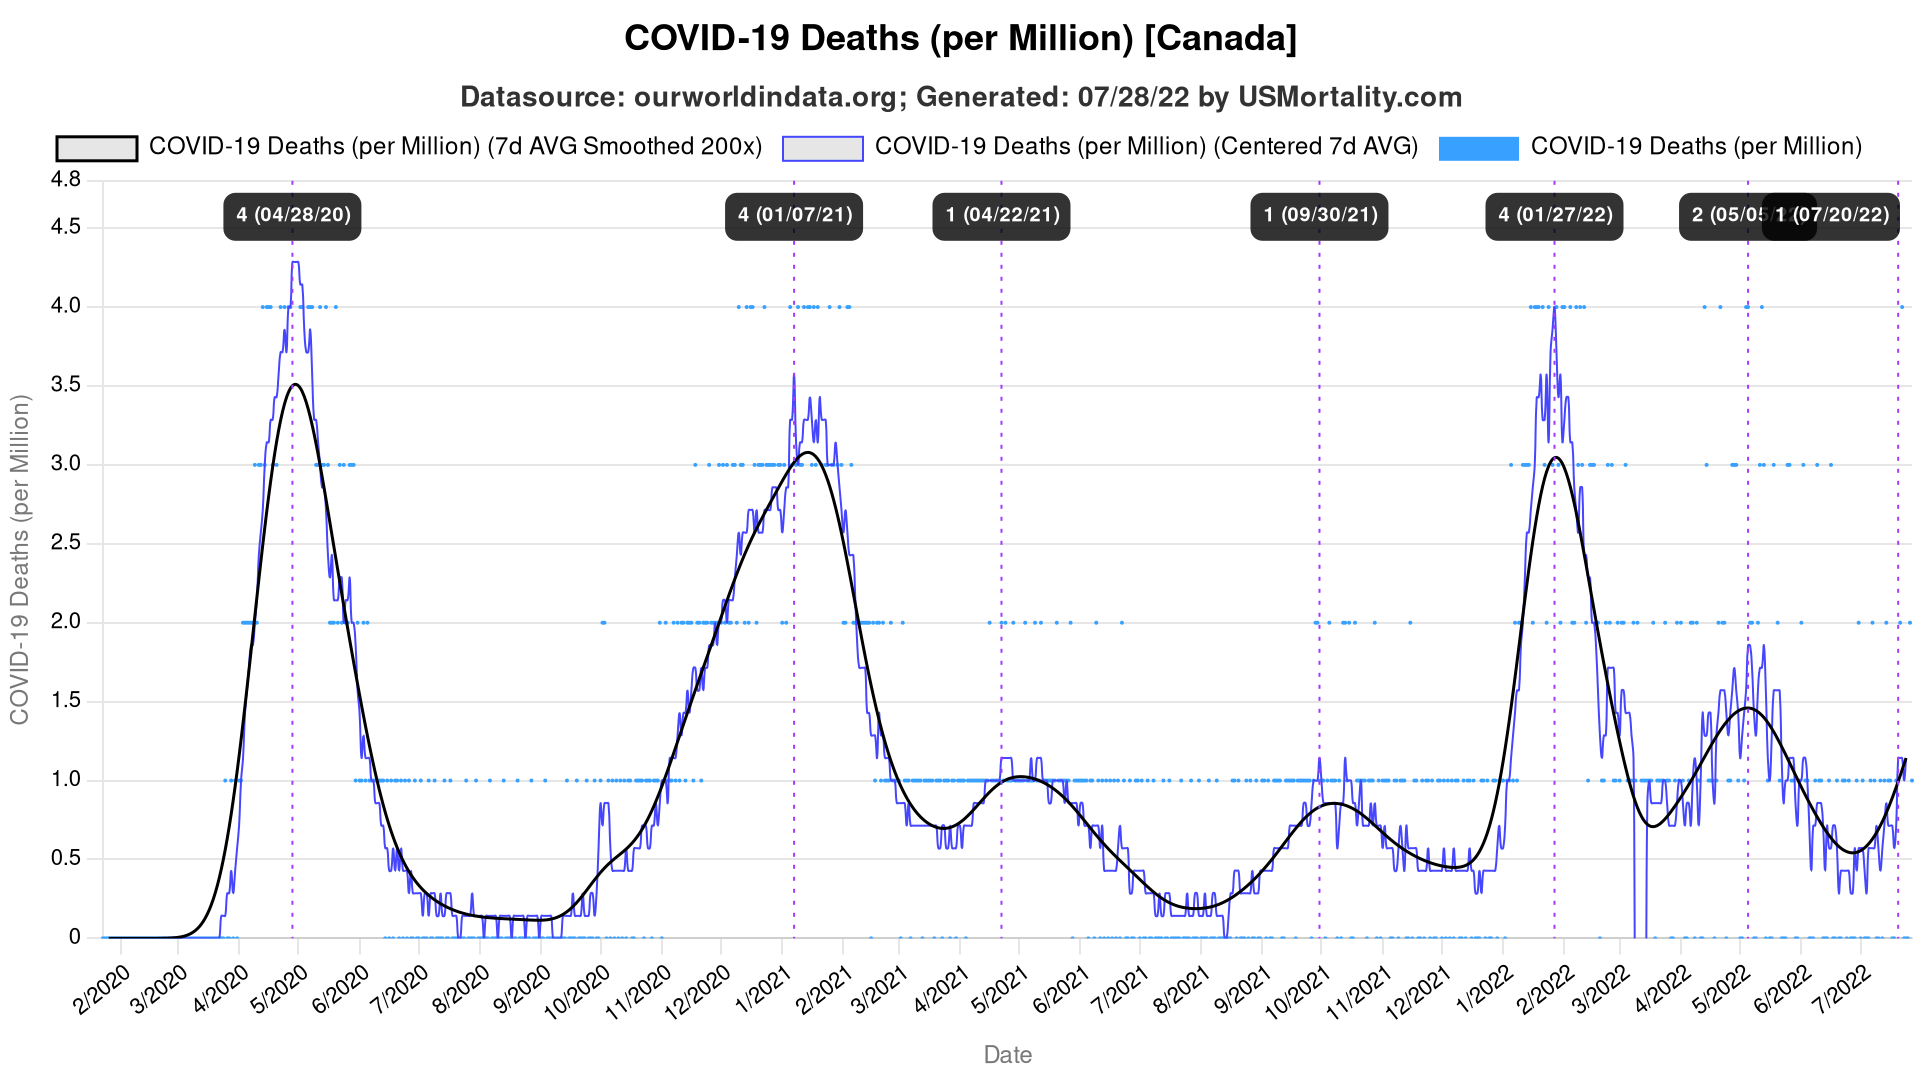 COVID-19 Deaths (per Million) [Canada]
Datasource: ourworldindata.org; Generated: 07/28/22 by USMortality.com
COVID-19 Deaths (per Million) (7d AVG Smoothed 200x) COVID-19 Deaths (per Million) (Centered 7d AVG) COVID-19 Deaths (per Million)
4.8
4 (04/28/20) 4 (01/07/21) 1 (04/22/21) 1 (09/30/21) 4 (01/27/22) 2 (05/05/22) 1 (07/20/22)
4.5
4.0
3.5
3.0
2.5
2.0
1.5
1.0
0.5
0
COVID-19 Deaths (per Million)
2/2020 3/2020 4/2020 5/2020 6/2020 7/2020 8/2020 9/2020 10/2020 11/2020 12/2020 1/2021 2/2021 3/2021 4/2021 5/2021 6/2021 7/2021 8/2021 9/2021 10/2021 11/2021 12/2021 1/2022 2/2022 3/2022 4/2022 5/2022 6/2022 7/2022
Date